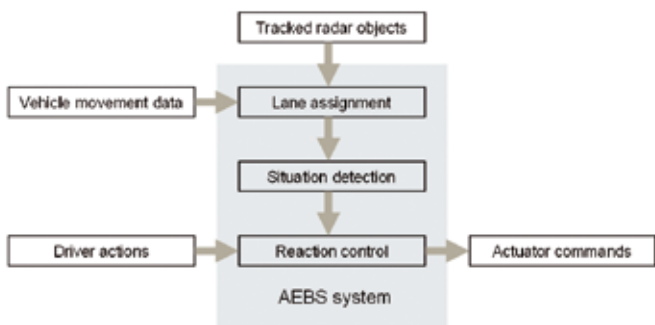 Tracked radar objects
Vehicle movement data
Lane assignment
Situation detection
Driver actions
Reaction control
Actuator commands
AEBS system